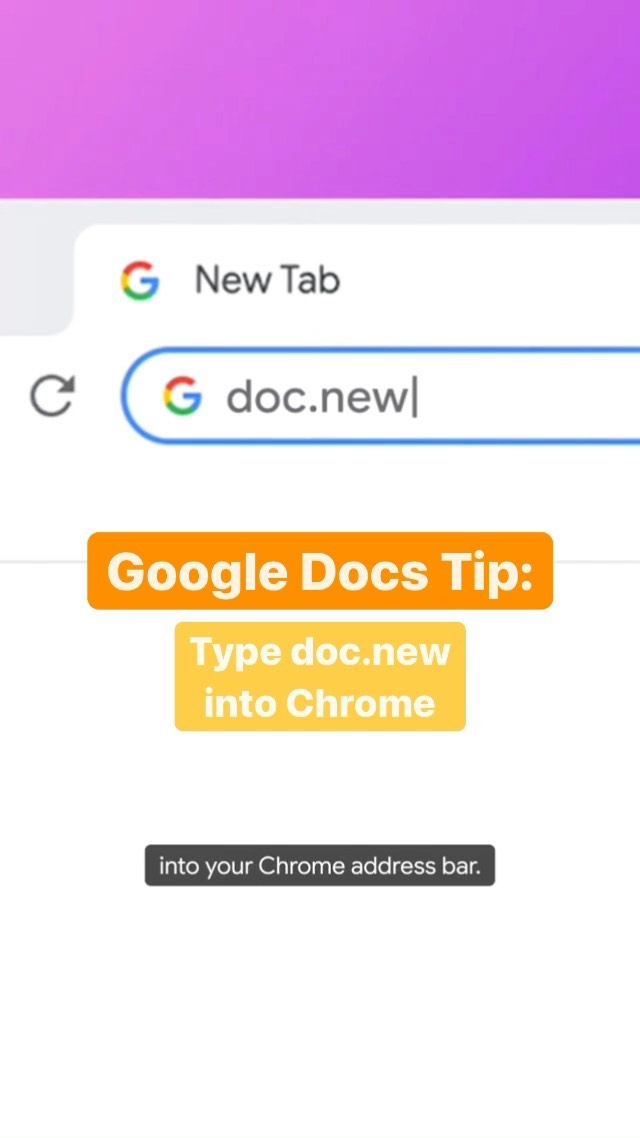 New Tab
doc.new
Google Docs Tip:
Type doc.new
into Chrome
into your Chrome address bar.